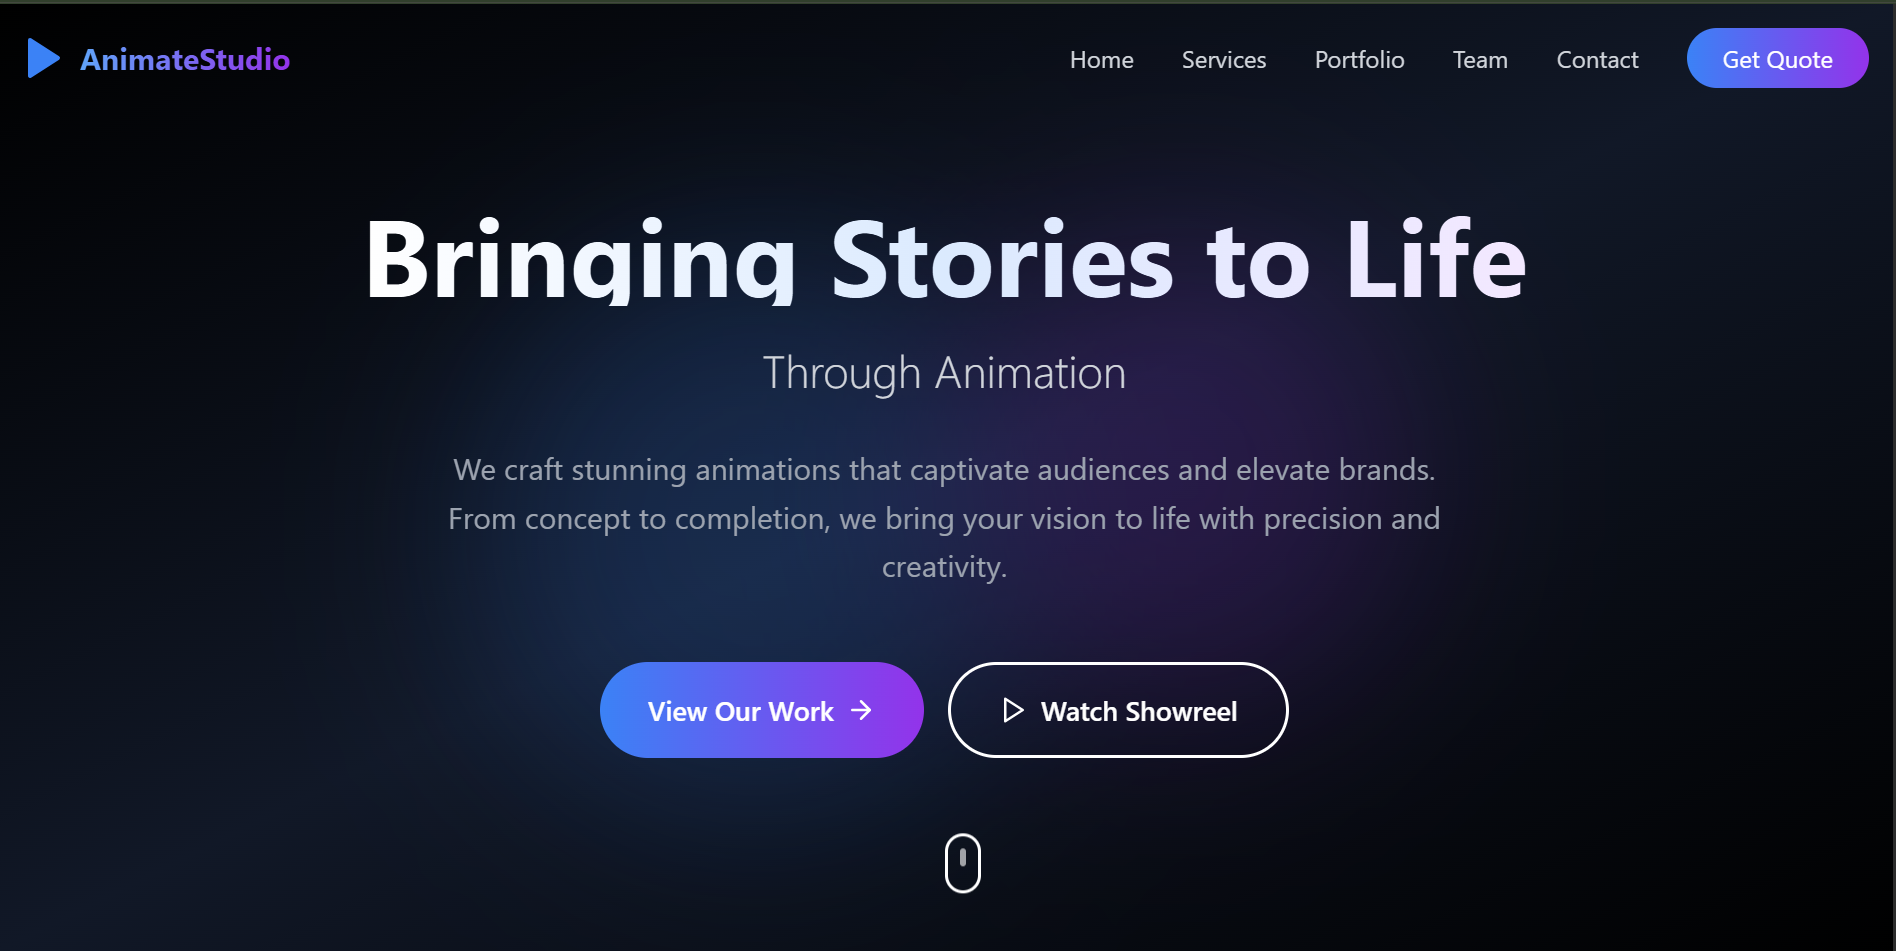 AnimateStudio
Home Services Portfolio Team Contact Get Quote
Bringing Stories to Life
Through Animation
We craft stunning animations that captivate audiences and elevate brands.
From concept to completion, we bring your vision to life with precision and
creativity.
View Our Work Watch Showreel